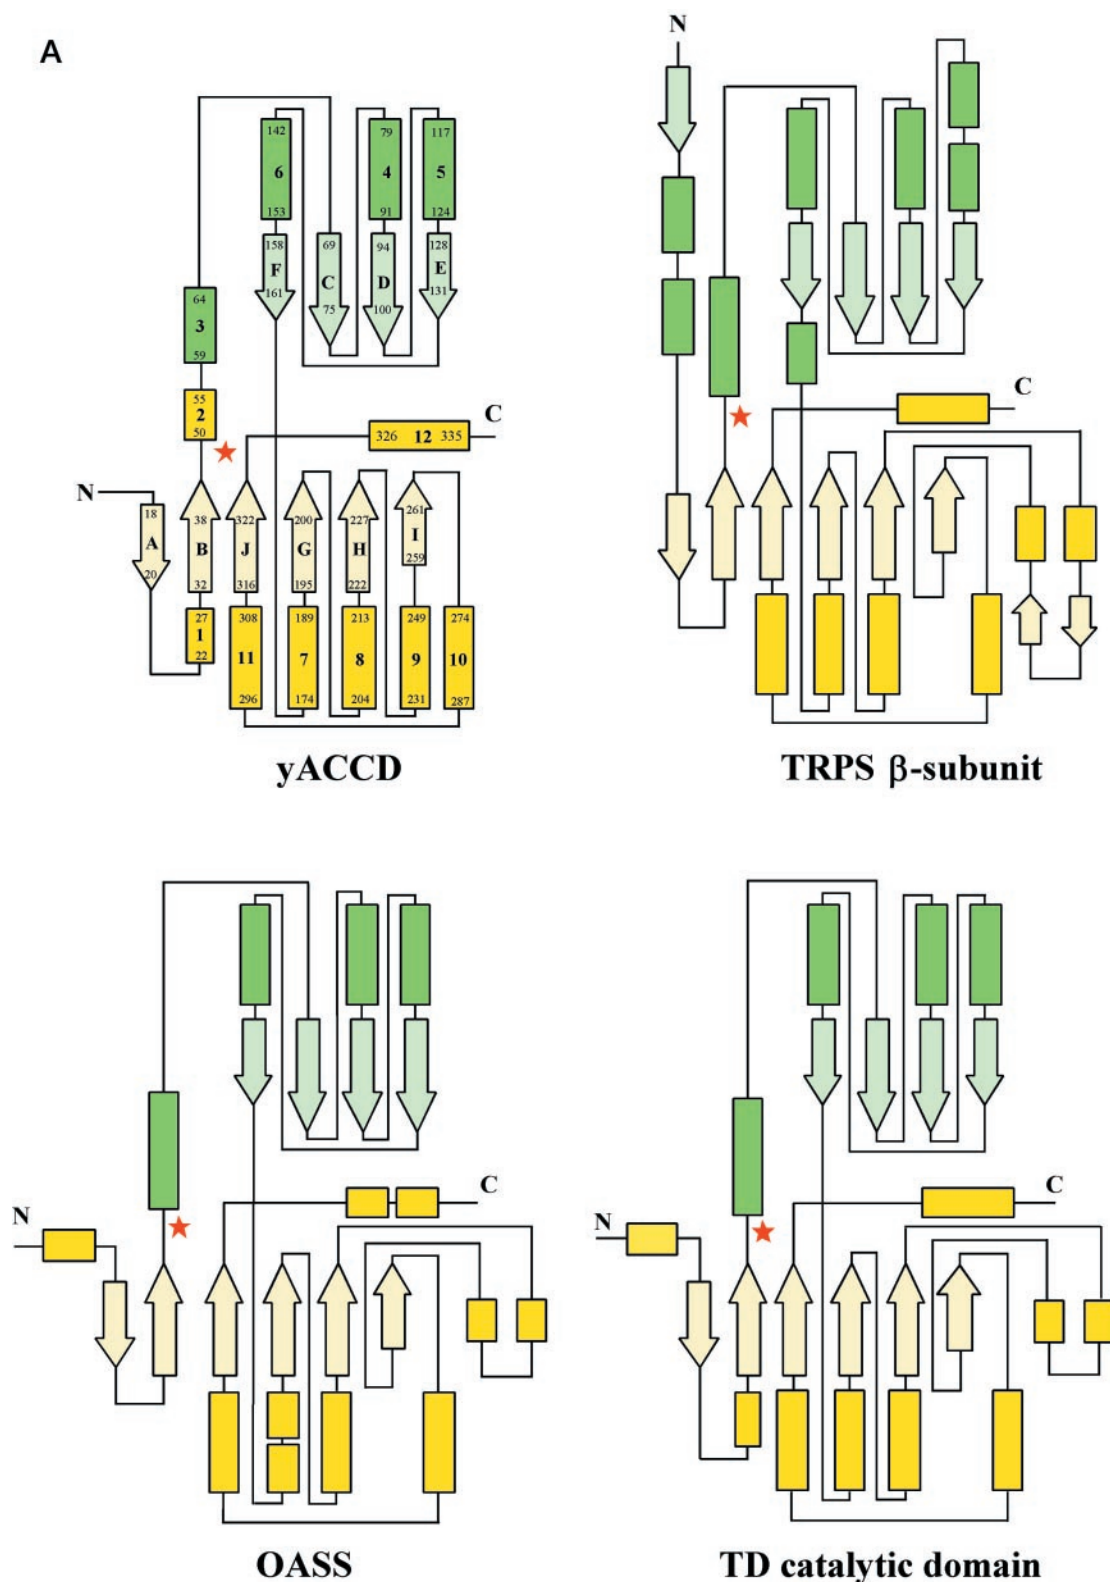 A
N
142 79 117
6 4 5
153 91 124
158 69 94 128
F C D E
161 75 100 131
64
3
59
55
2
50
C
326 12 335
N
18 38 322 200 227 261
A B J G H I
20 32 316 195 222 259
27 308 189 213 249 274
1 11 7 8 9 10
22 296 174 204 231 287
C
yACCD
TRPS β-subunit
N
C
N
C
OASS
TD catalytic domain